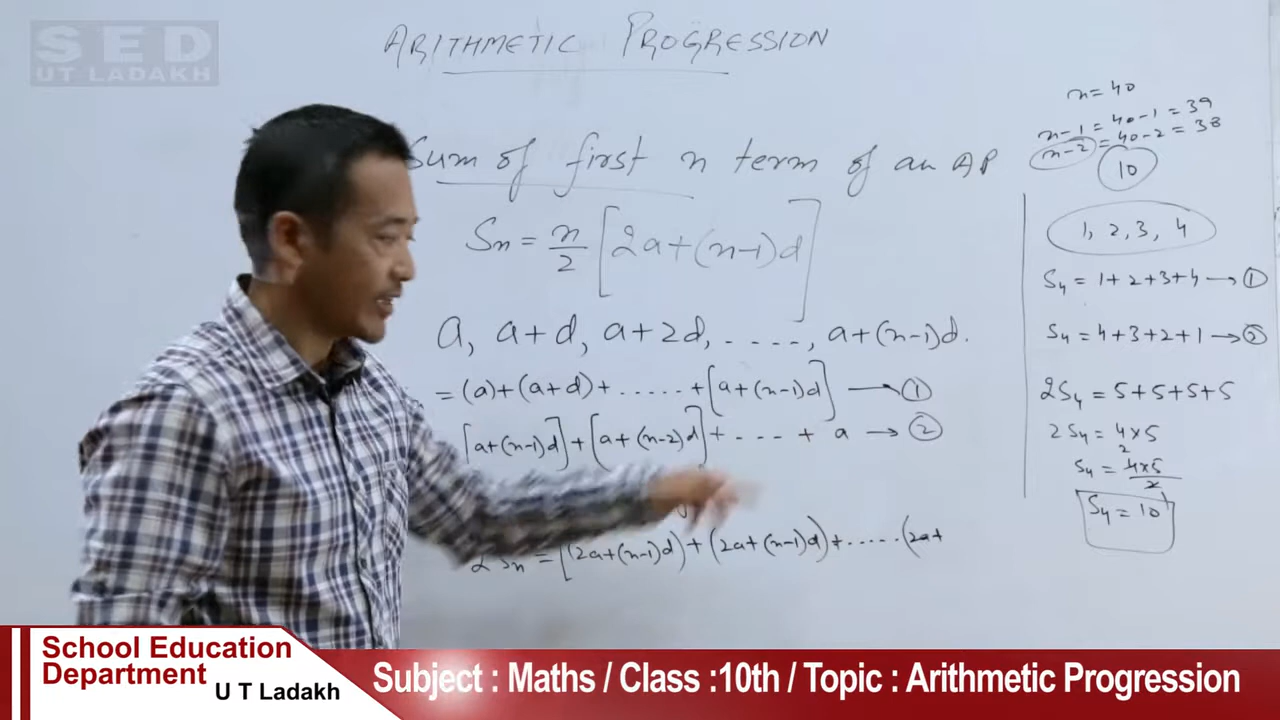 SED
UT LADAKH
ARITHMETIC PROGRESSION
Sum of first n term of an AP
Sn = n/2 [2a+(n-1)d]
a, a+d, a+2d, ....., a+(n-1)d.
= (a)+(a+d)+ ...... +[a+(n-1)d] → ①
[a+(n-1)d]+[a+(n-2)d]+ .... + a → ②
2Sn = [(2a+(n-1)d)+(2a+(n-1)d)+ ..... (2a+
n=40
n-1 = 40-1 = 39
n-2 = 40-2 = 38
10
1, 2, 3, 4
S4 = 1+2+3+4 → ①
S4 = 4+3+2+1 → ②
2S4 = 5+5+5+5
2S4 = 4×5
S4 = 4×5/2
S4 = 10
School Education
Department
U T Ladakh
Subject : Maths / Class :10th / Topic : Arithmetic Progression